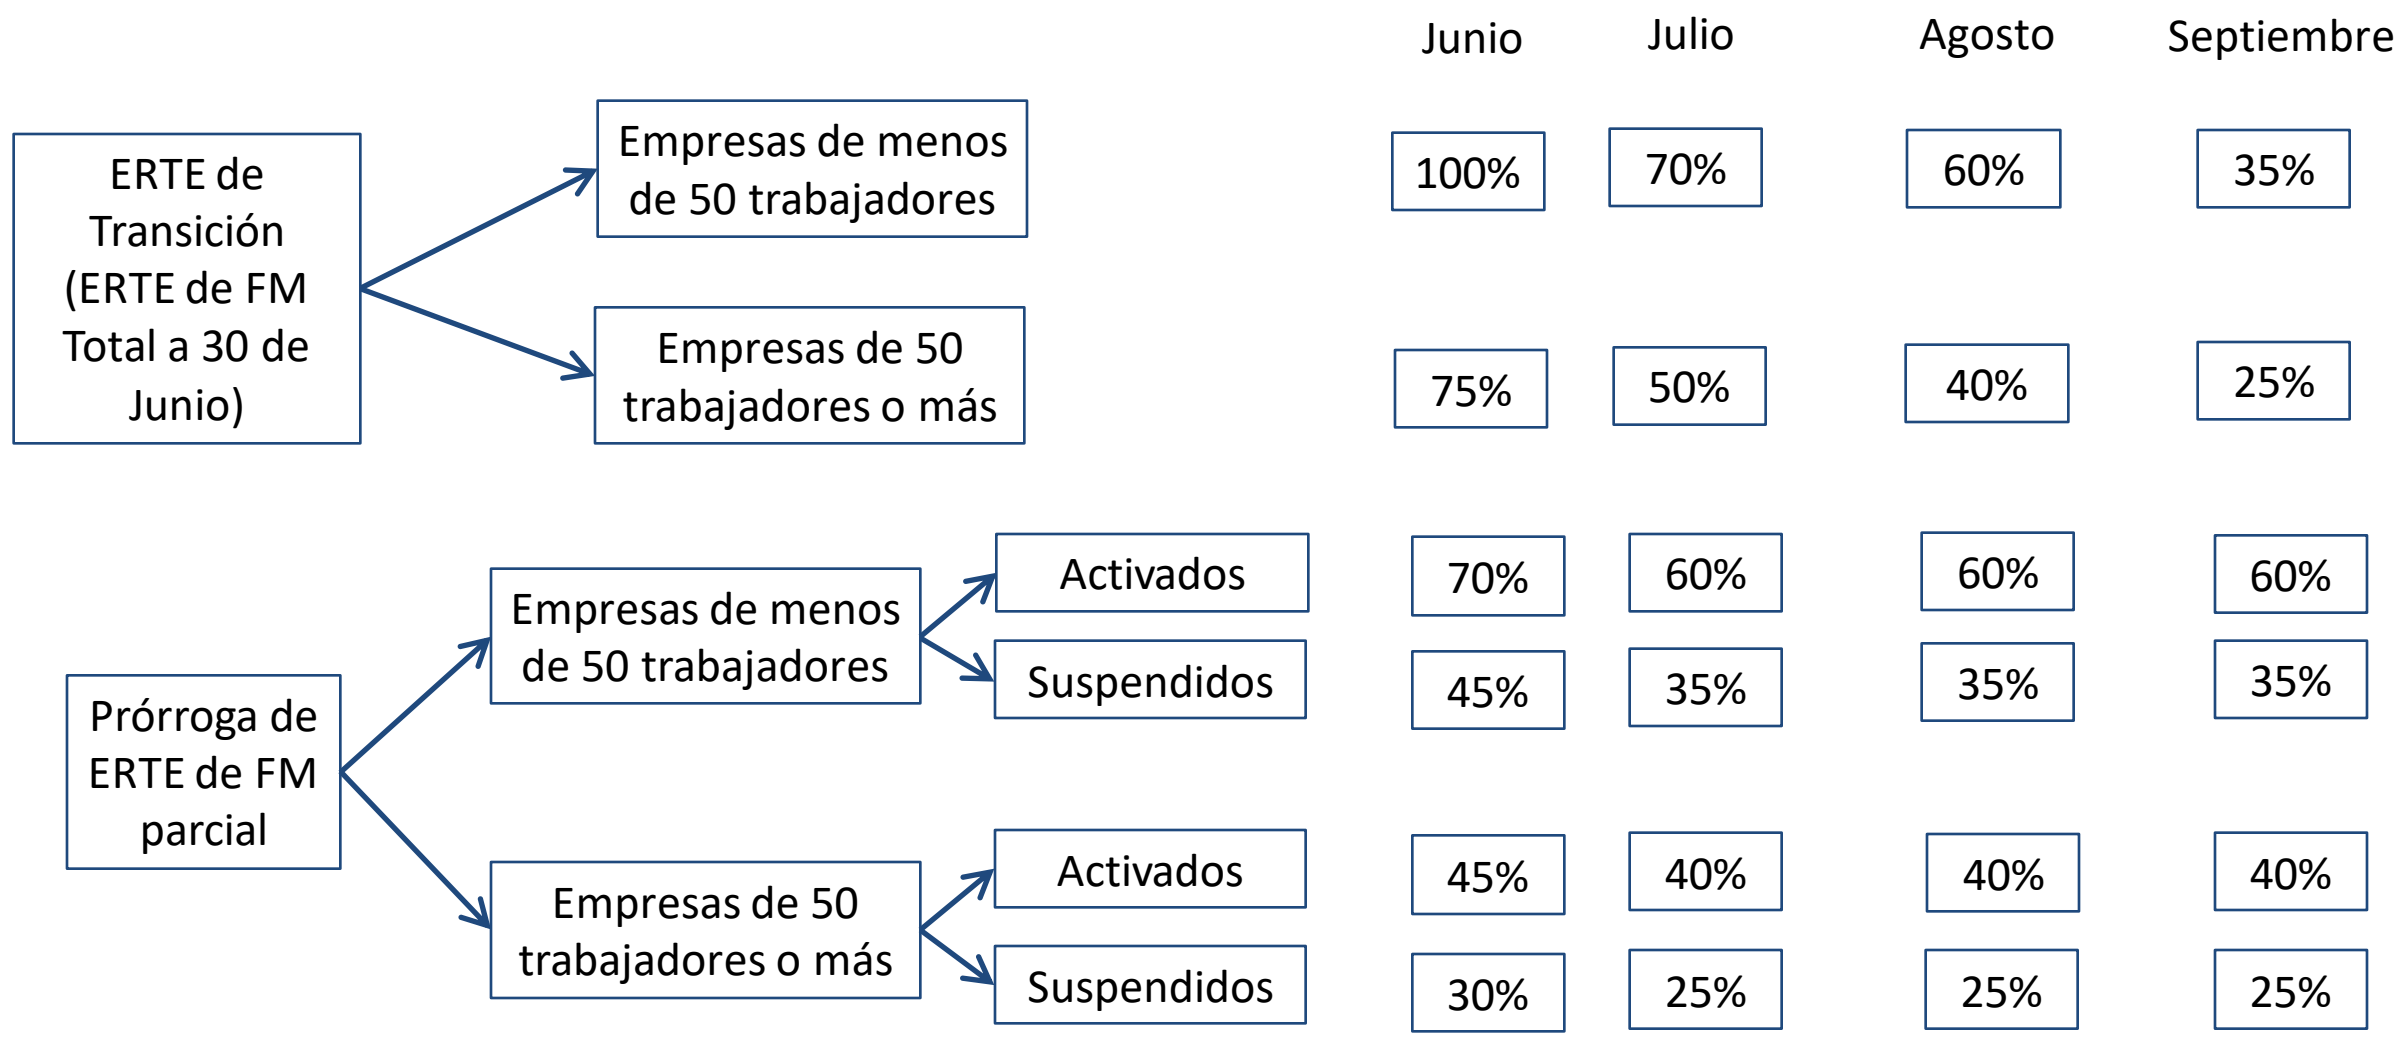 Junio Julio Agosto Septiembre
ERTE de
Transición
(ERTE de FM
Total a 30 de
Junio)
Empresas de menos
de 50 trabajadores
100% 70% 60% 35%
Empresas de 50
trabajadores o más
75% 50% 40% 25%
Prórroga de
ERTE de FM
parcial
Empresas de menos
de 50 trabajadores
Activados
70% 60% 60% 60%
Suspendidos
45% 35% 35% 35%
Empresas de 50
trabajadores o más
Activados
45% 40% 40% 40%
Suspendidos
30% 25% 25% 25%